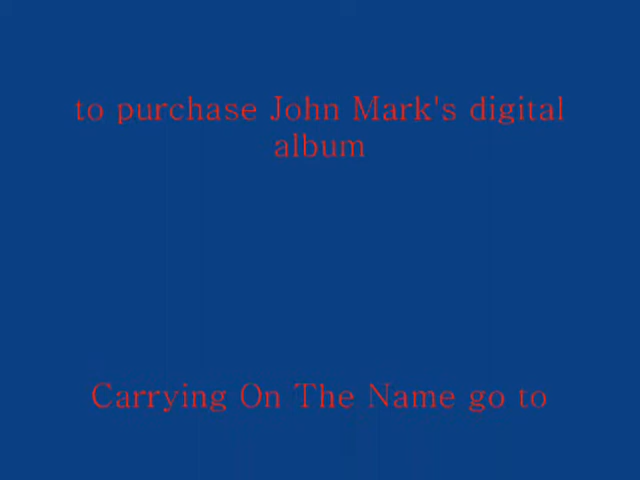 to purchase John Mark's digital
album
Carrying On The Name go to